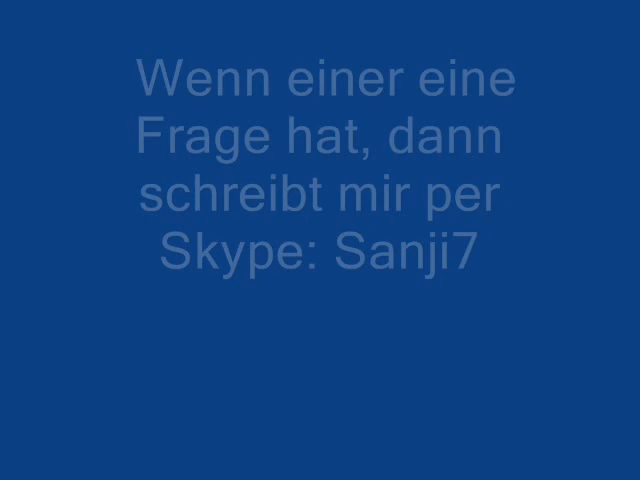 Wenn einer eine
Frage hat, dann
schreibt mir per
Skype: Sanji7